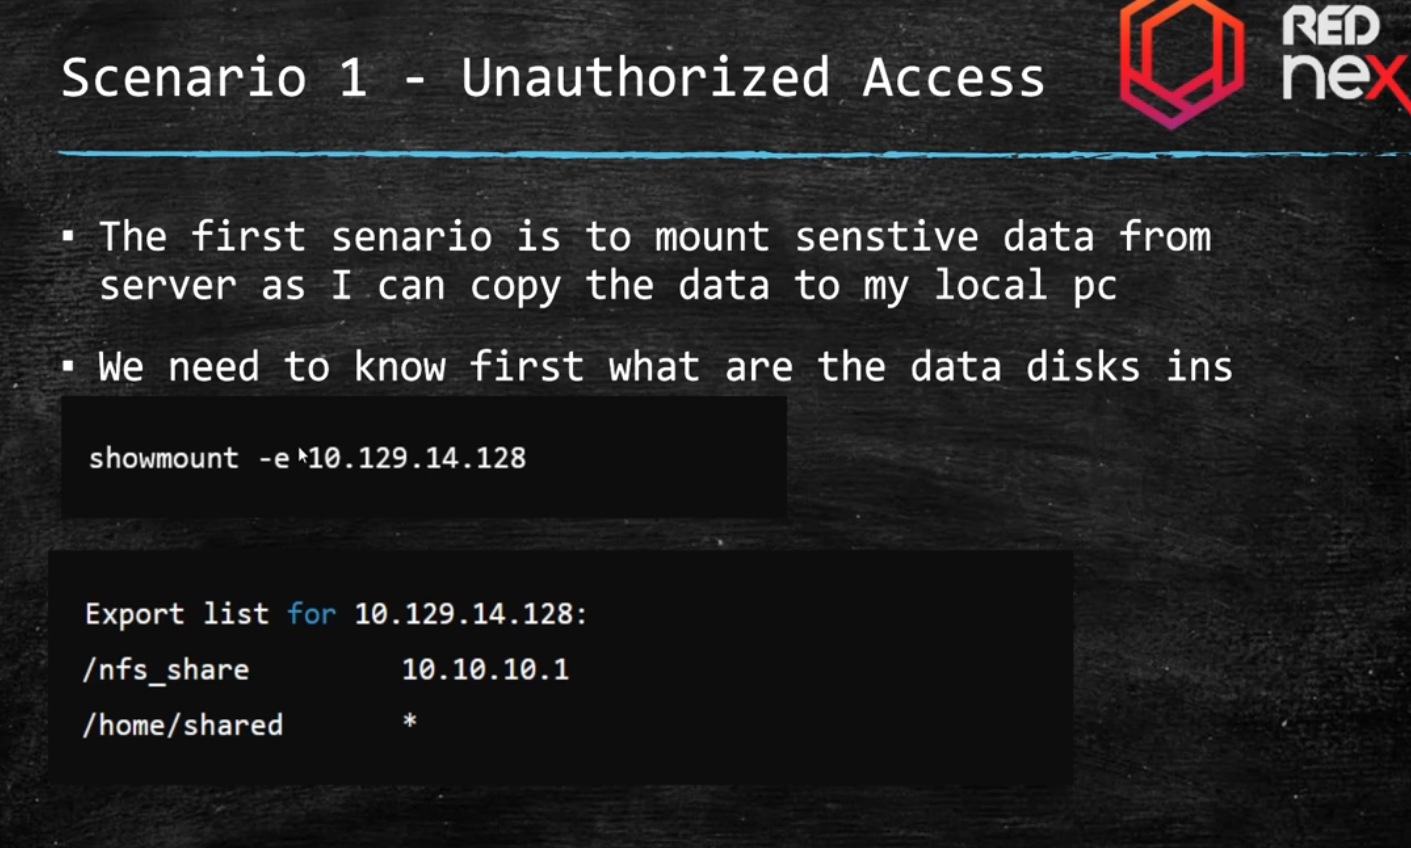 Scenario 1 - Unauthorized Access
RED
nex
▪ The first senario is to mount senstive data from
server as I can copy the data to my local pc
▪ We need to know first what are the data disks ins
showmount -e 10.129.14.128
Export list for 10.129.14.128:
/nfs_share 10.10.10.1
/home/shared *